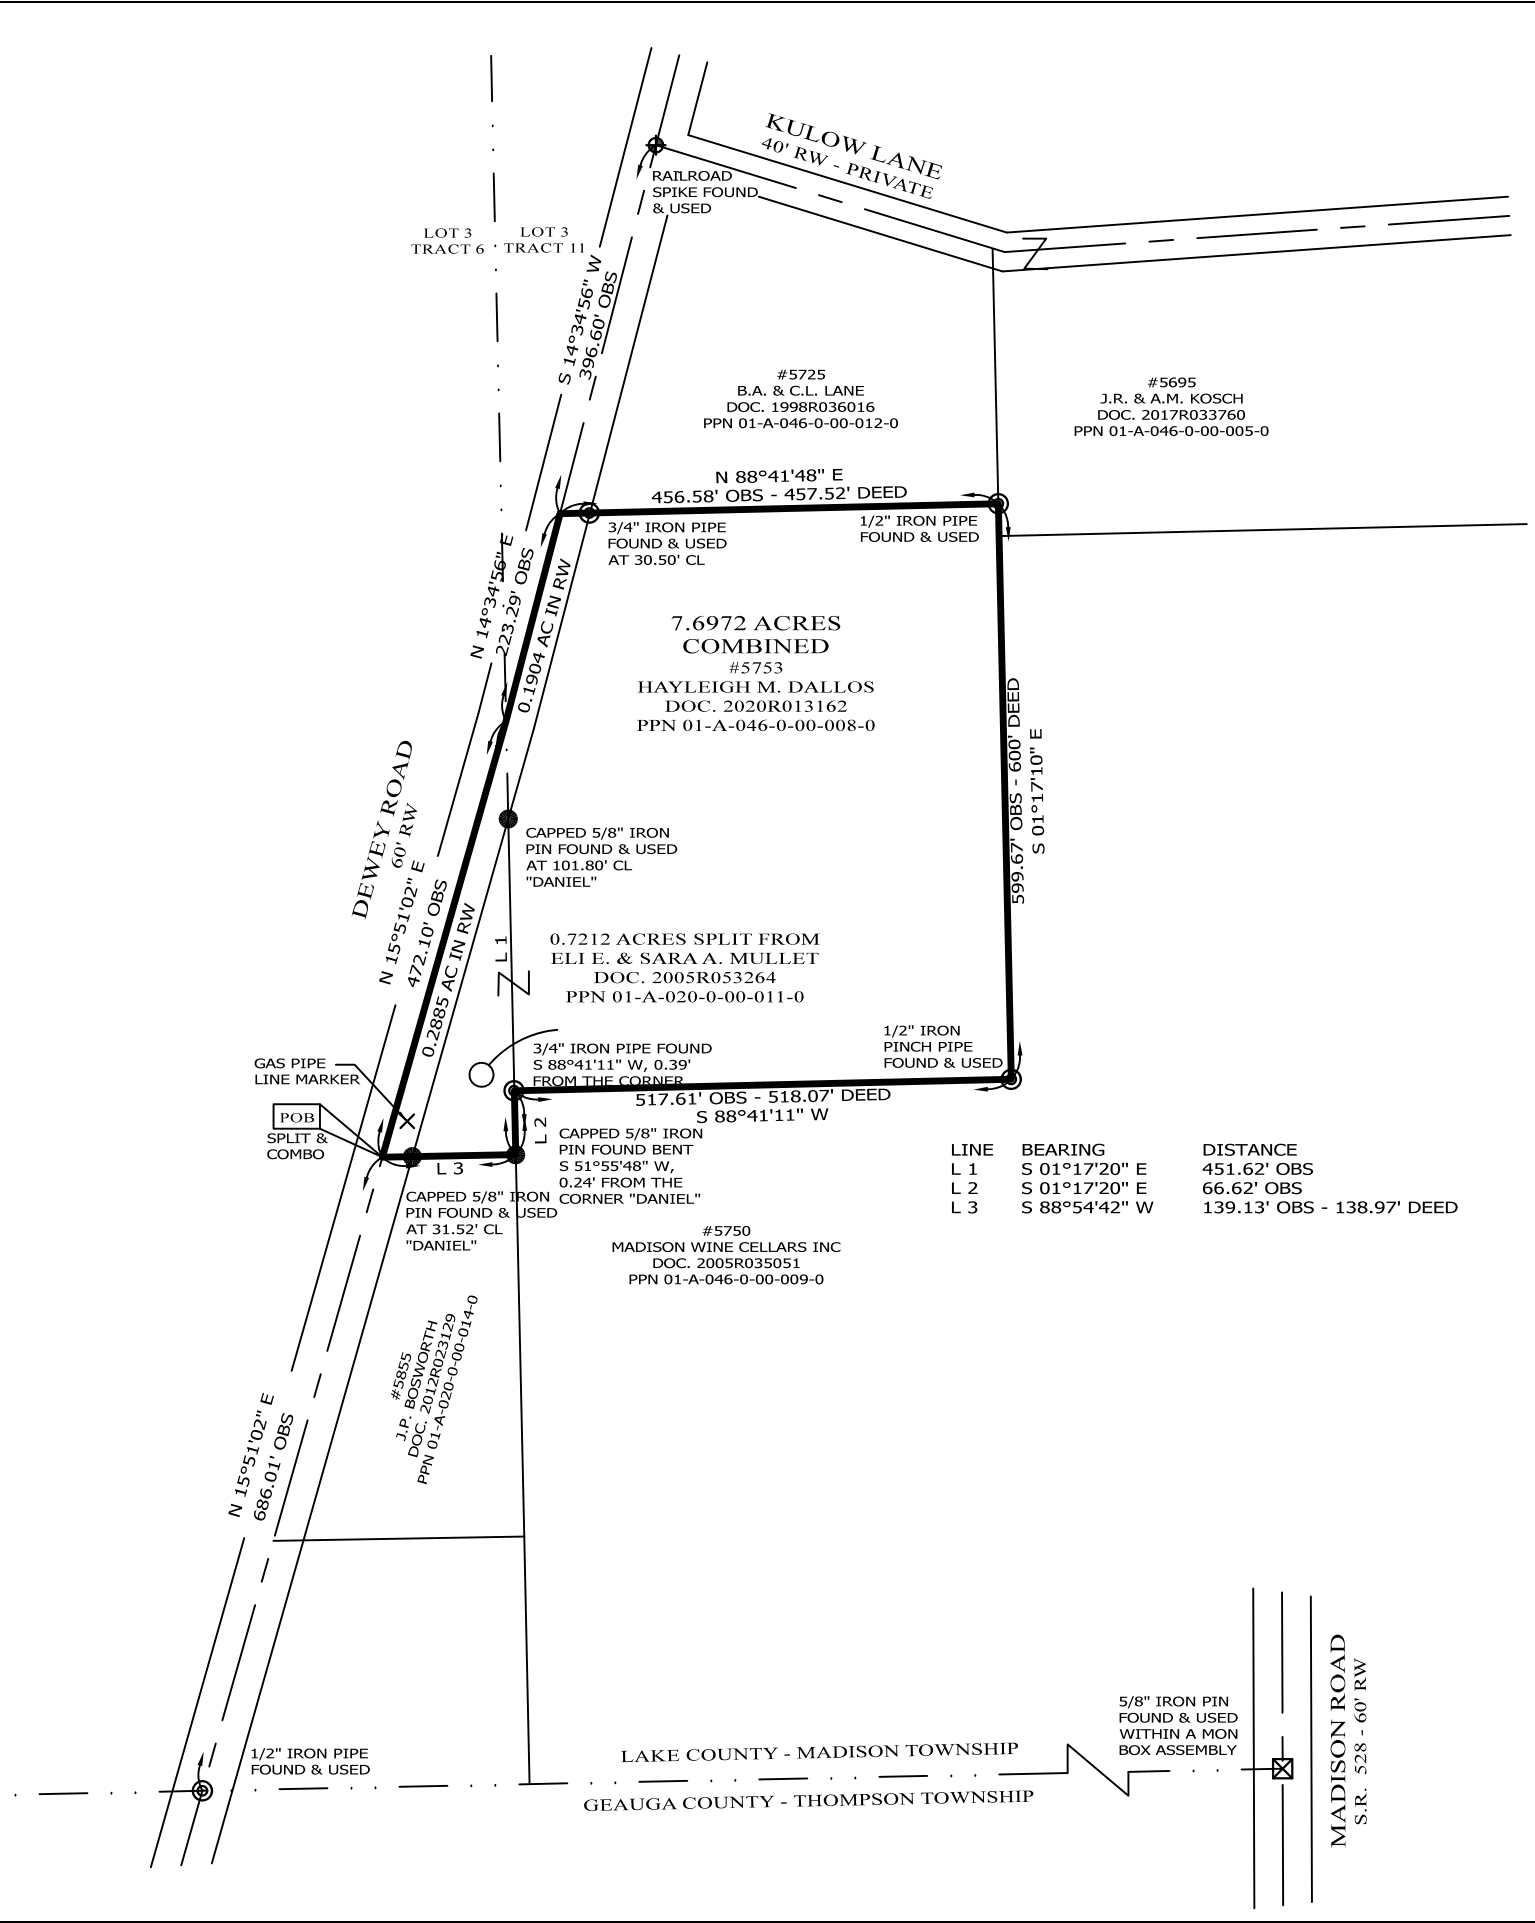 KULOW LANE
40' RW - PRIVATE
RAILROAD
SPIKE FOUND
& USED
LOT 3
TRACT 6
LOT 3
TRACT 11
S 14°34'56" W
396.60' OBS
#5725
B.A. & C.L. LANE
DOC. 1998R036016
PPN 01-A-046-0-00-012-0
#5695
J.R. & A.M. KOSCH
DOC. 2017R033760
PPN 01-A-046-0-00-005-0
N 88°41'48" E
456.58' OBS - 457.52' DEED
3/4" IRON PIPE
FOUND & USED
AT 30.50' CL
1/2" IRON PIPE
FOUND & USED
N 14°34'56" E
223.29' OBS
0.1904 AC IN RW
7.6972 ACRES
COMBINED
#5753
HAYLEIGH M. DALLOS
DOC. 2020R013162
PPN 01-A-046-0-00-008-0
599.67' OBS - 600' DEED
S 01°17'10" E
DEWEY ROAD
60' RW
CAPPED 5/8" IRON
PIN FOUND & USED
AT 101.80' CL
"DANIEL"
N 15°51'02" E
472.10' OBS
0.2885 AC IN RW
L 1
0.7212 ACRES SPLIT FROM
ELI E. & SARA A. MULLET
DOC. 2005R053264
PPN 01-A-020-0-00-011-0
GAS PIPE
LINE MARKER
3/4" IRON PIPE FOUND
S 88°41'11" W, 0.39'
FROM THE CORNER
1/2" IRON
PINCH PIPE
FOUND & USED
517.61' OBS - 518.07' DEED
S 88°41'11" W
POB
SPLIT &
COMBO
L 2
L 3
CAPPED 5/8" IRON
PIN FOUND BENT
S 51°55'48" W,
0.24' FROM THE
CORNER "DANIEL"
CAPPED 5/8" IRON
PIN FOUND & USED
AT 31.52' CL
"DANIEL"
LINE BEARING DISTANCE
L 1 S 01°17'20" E 451.62' OBS
L 2 S 01°17'20" E 66.62' OBS
L 3 S 88°54'42" W 139.13' OBS - 138.97' DEED
#5750
MADISON WINE CELLARS INC
DOC. 2005R035051
PPN 01-A-046-0-00-009-0
#5855
J.P. BOSWORTH
DOC. 2012R023129
PPN 01-A-020-0-00-014-0
N 15°51'02" E
686.01' OBS
1/2" IRON PIPE
FOUND & USED
LAKE COUNTY - MADISON TOWNSHIP
GEAUGA COUNTY - THOMPSON TOWNSHIP
5/8" IRON PIN
FOUND & USED
WITHIN A MON
BOX ASSEMBLY
MADISON ROAD
S.R. 528 - 60' RW